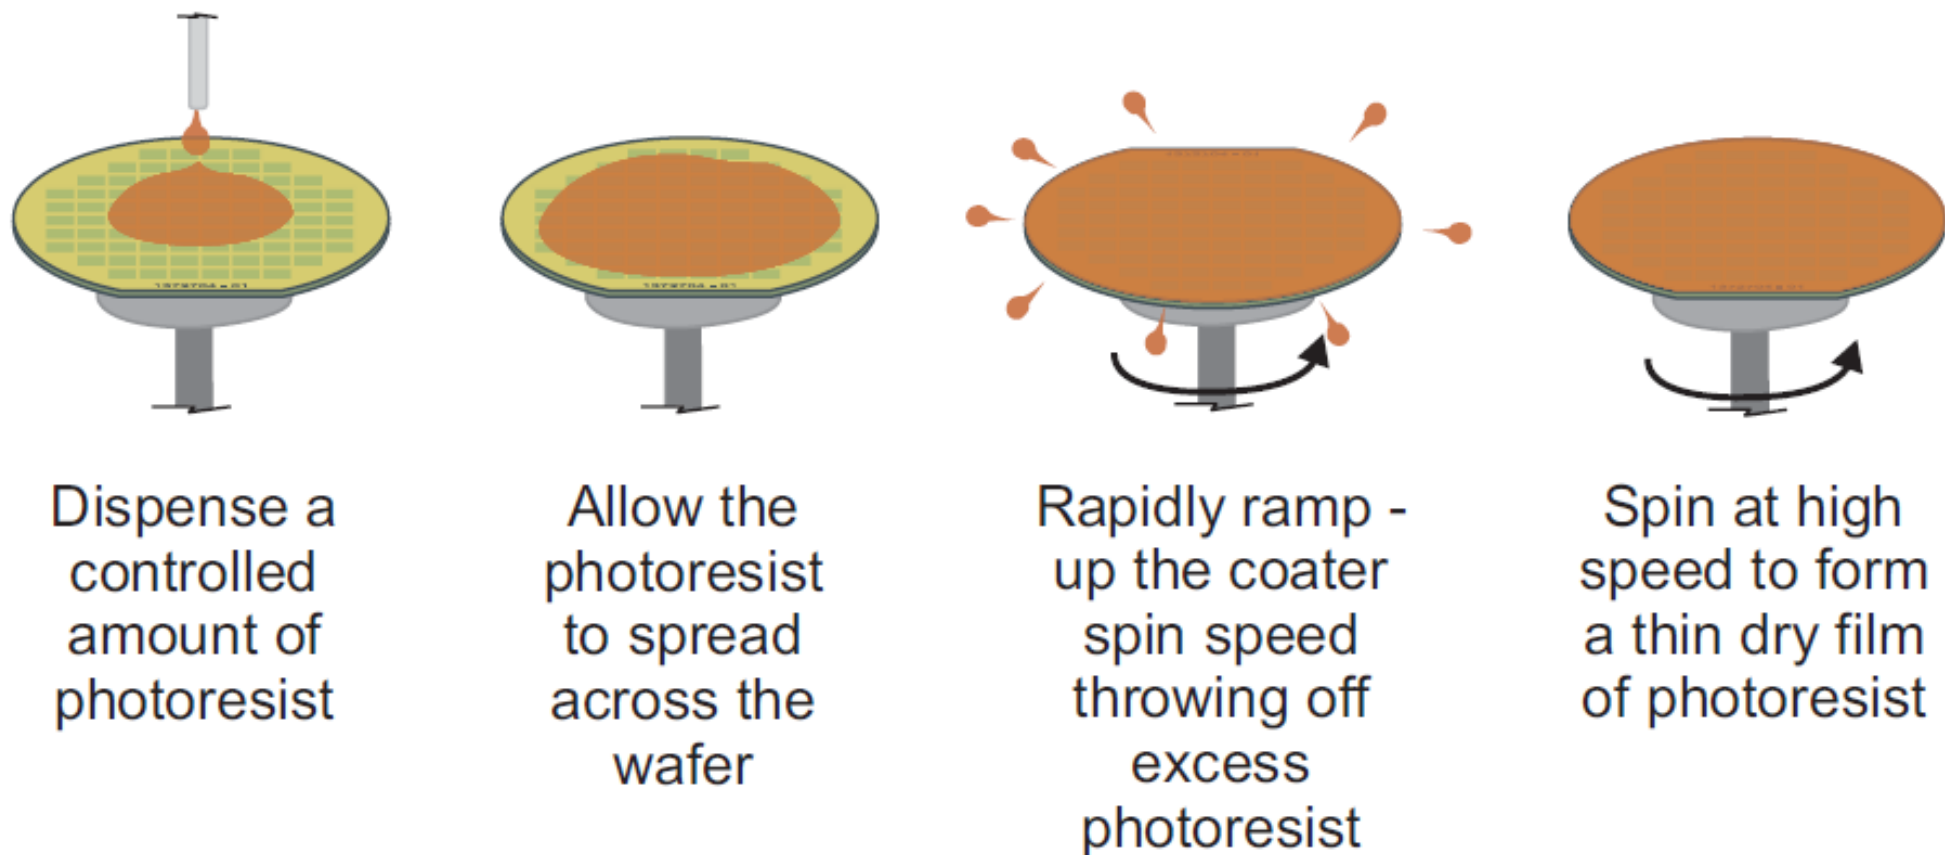 Dispense a
controlled
amount of
photoresist
Allow the
photoresist
to spread
across the
wafer
Rapidly ramp -
up the coater
spin speed
throwing off
excess
photoresist
Spin at high
speed to form
a thin dry film
of photoresist